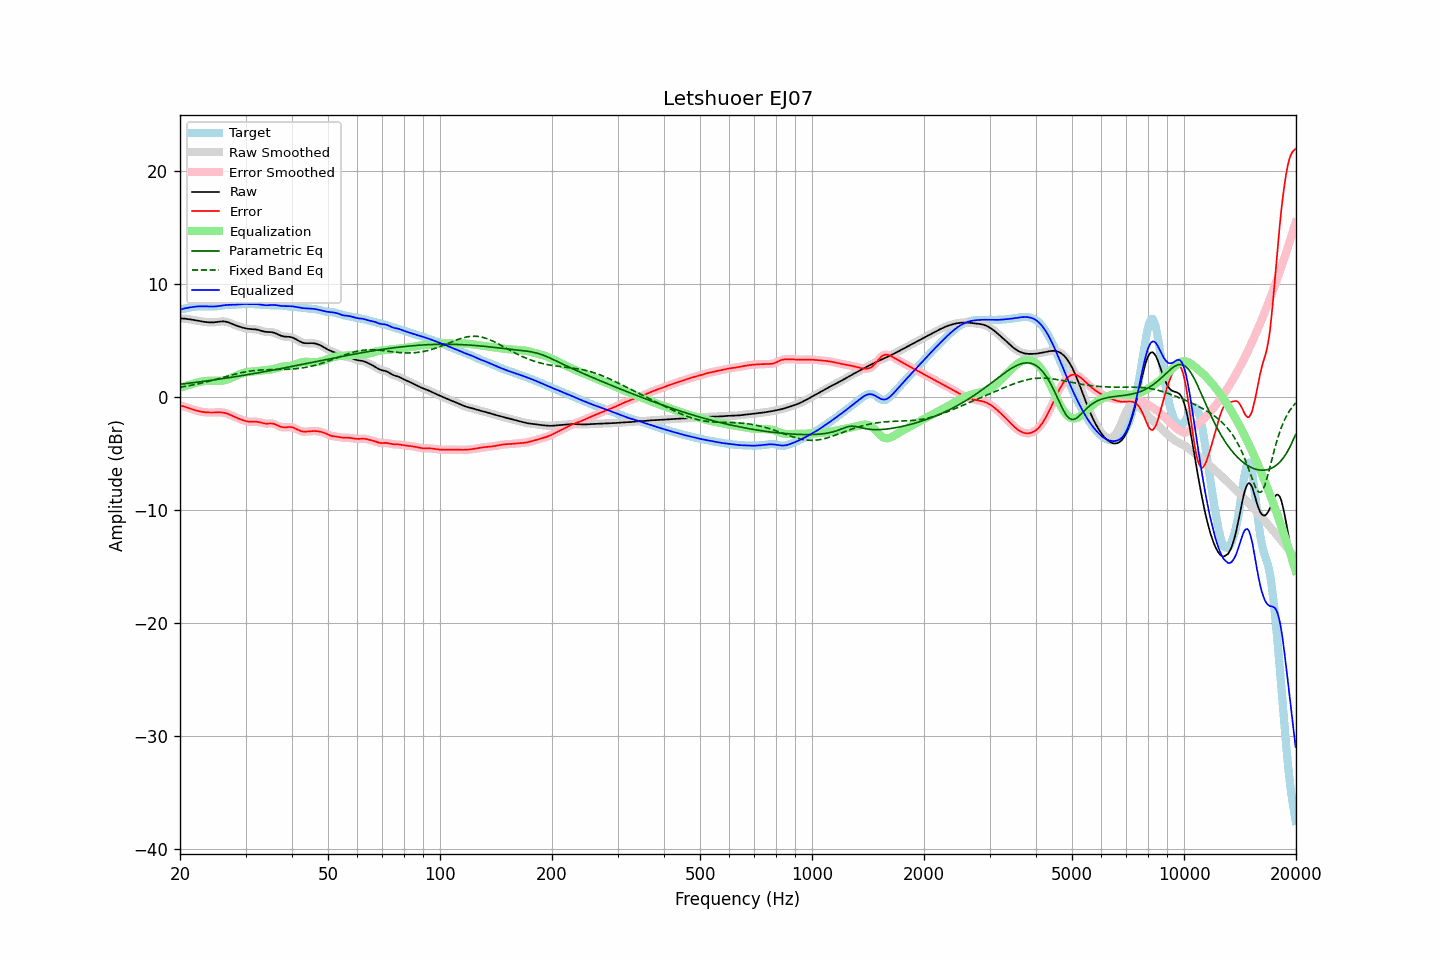 Letshuoer EJ07
Target
Raw Smoothed
Error Smoothed
Raw
Error
Equalization
Parametric Eq
Fixed Band Eq
Equalized
20
10
0
−10
−20
−30
−40
Amplitude (dBr)
20 50 100 200 500 1000 2000 5000 10000 20000
Frequency (Hz)